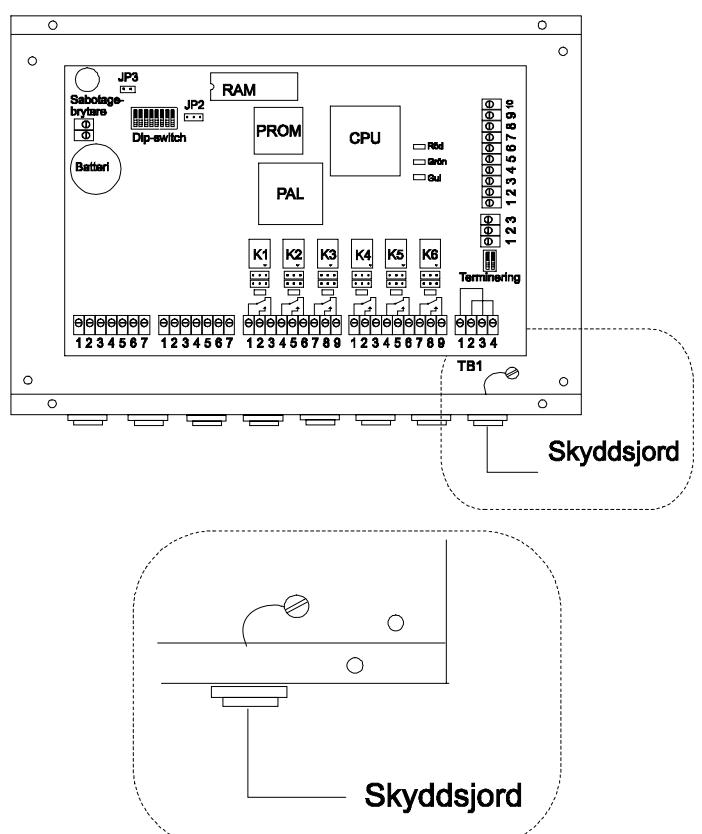 JP3
RAM
Sabotage-
brytare
JP2
Dip-switch
PROM
CPU
Röd
Grön
Gul
Batteri
PAL
1 2 3 4 5 6 7 8 9 10
1 2 3
K1
K2
K3
K4
K5
K6
Terminering
1 2 3 4 5 6 7
1 2 3 4 5 6 7
1 2 3 4 5 6 7 8 9
1 2 3 4 5 6 7 8 9
1 2 3 4
TB1
Skyddsjord
Skyddsjord